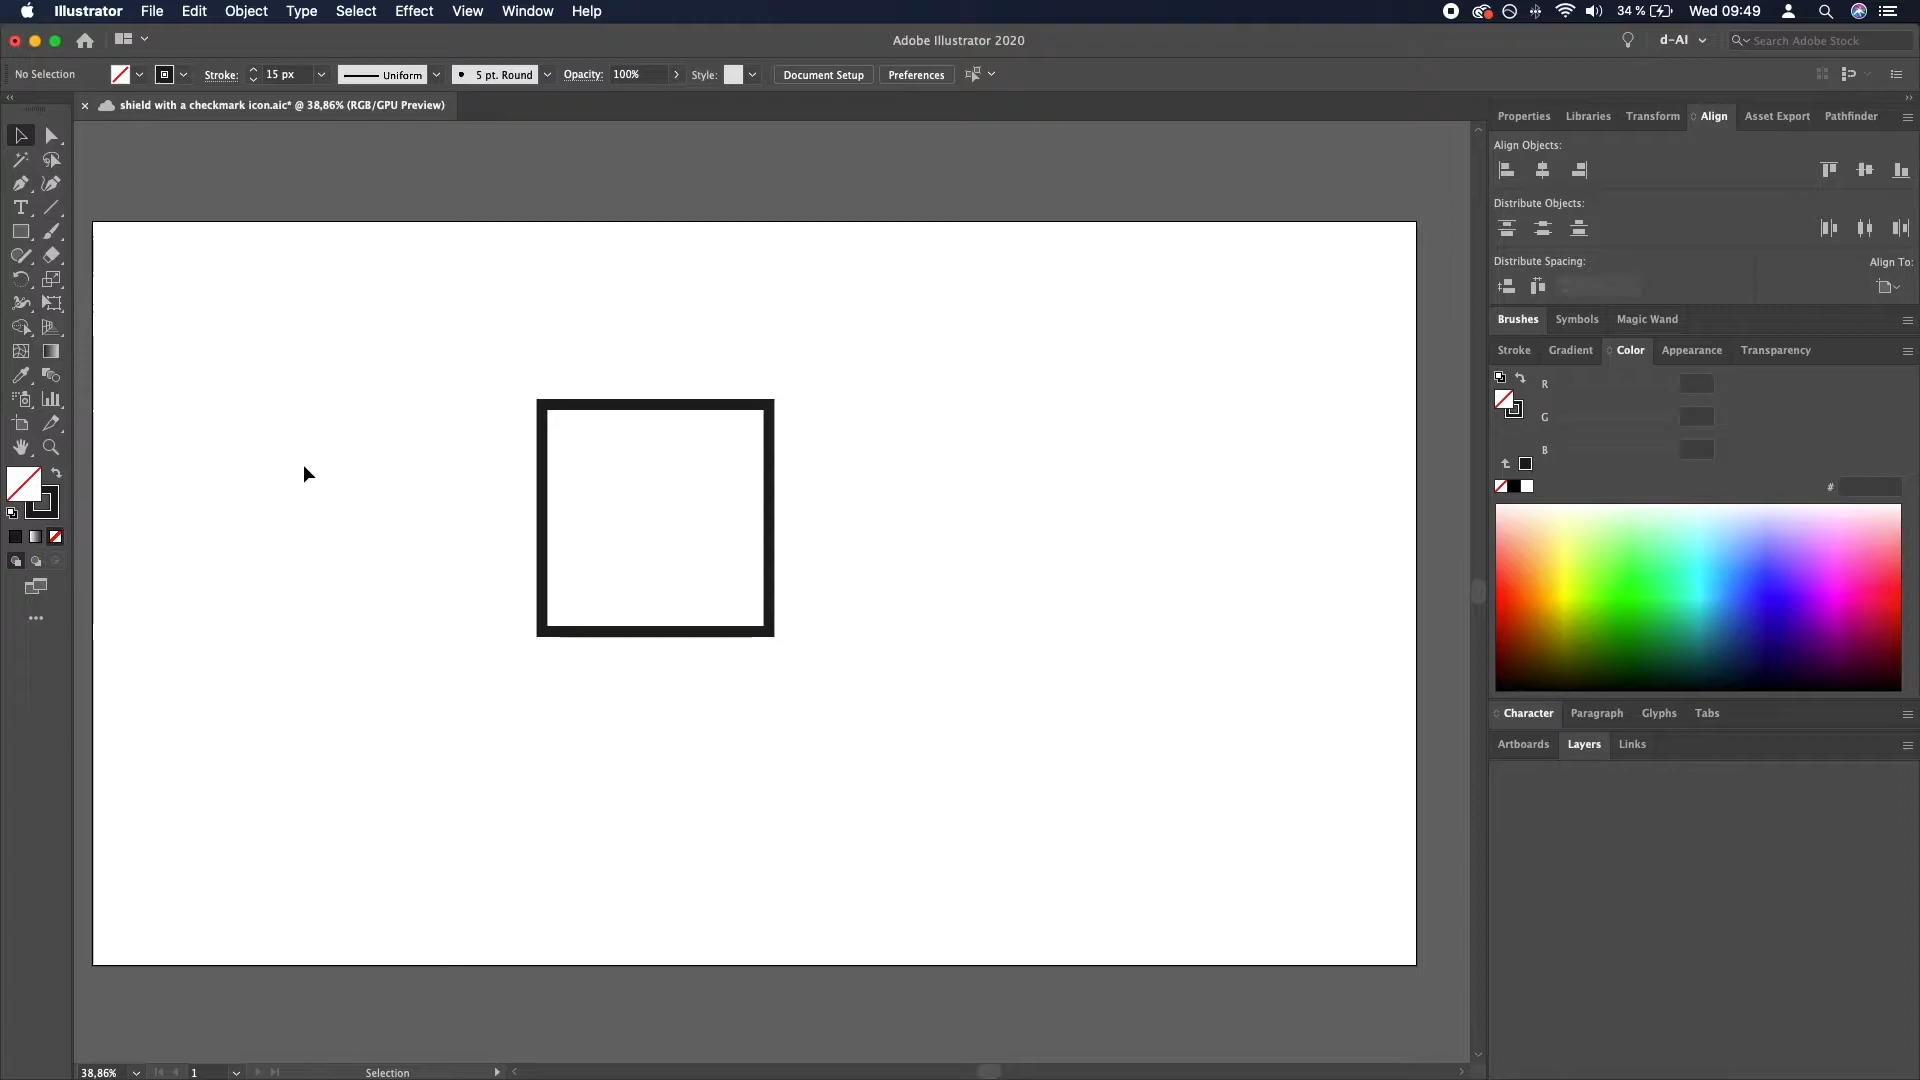 Illustrator File Edit Object Type Select Effect View Window Help
34 % Wed 09:49
Adobe Illustrator 2020
d-AI Search Adobe Stock
No Selection Stroke: 15 px Uniform 5 pt. Round Opacity: 100% Style: Document Setup Preferences
shield with a checkmark icon.aic* @ 38,86% (RGB/GPU Preview)
Properties Libraries Transform Align Asset Export Pathfinder
Align Objects:
Distribute Objects:
Distribute Spacing: Align To:
Brushes Symbols Magic Wand
Stroke Gradient Color Appearance Transparency
R
G
B
#
Character Paragraph Glyphs Tabs
Artboards Layers Links
38,86% 1 Selection